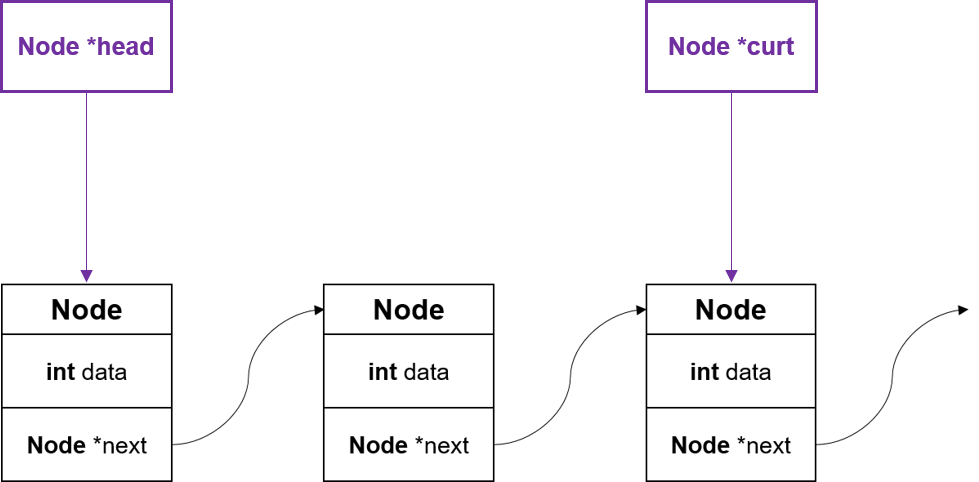 Node *head
Node *curt
Node
Node
Node
int data
int data
int data
Node *next
Node *next
Node *next